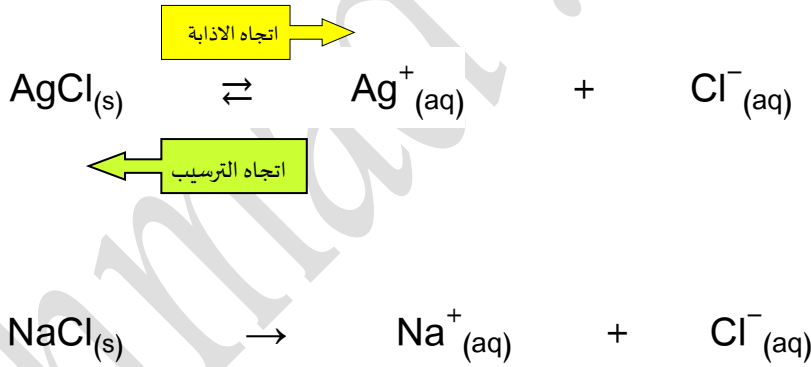 اتجاه الاذابة
AgCl(s) ⇄ Ag⁺(aq) + Cl⁻(aq)
اتجاه الترسيب
NaCl(s) → Na⁺(aq) + Cl⁻(aq)